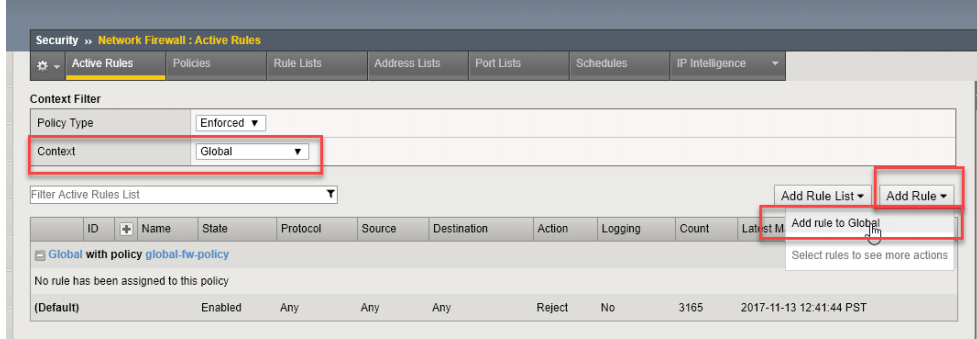 Security » Network Firewall : Active Rules
Active Rules Policies Rule Lists Address Lists Port Lists Schedules IP Intelligence
Context Filter
Policy Type Enforced
Context Global
Filter Active Rules List
Add Rule List Add Rule
Add rule to Global
Select rules to see more actions
ID Name State Protocol Source Destination Action Logging Count Latest M
Global with policy global-fw-policy
No rule has been assigned to this policy
(Default) Enabled Any Any Any Reject No 3165 2017-11-13 12:41:44 PST